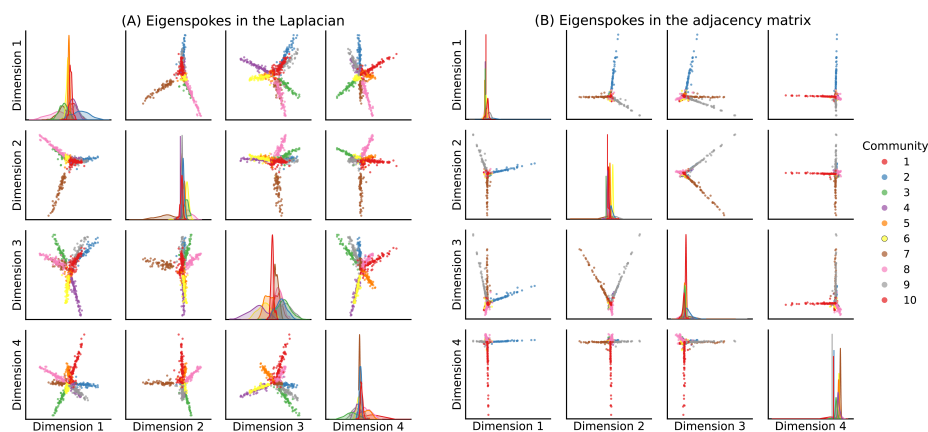 (A) Eigenspokes in the Laplacian
(B) Eigenspokes in the adjacency matrix
Dimension 1
Dimension 2
Dimension 3
Dimension 4
Dimension 1
Dimension 2
Dimension 3
Dimension 4
Dimension 1
Dimension 2
Dimension 3
Dimension 4
Dimension 1
Dimension 2
Dimension 3
Dimension 4
Community
1
2
3
4
5
6
7
8
9
10